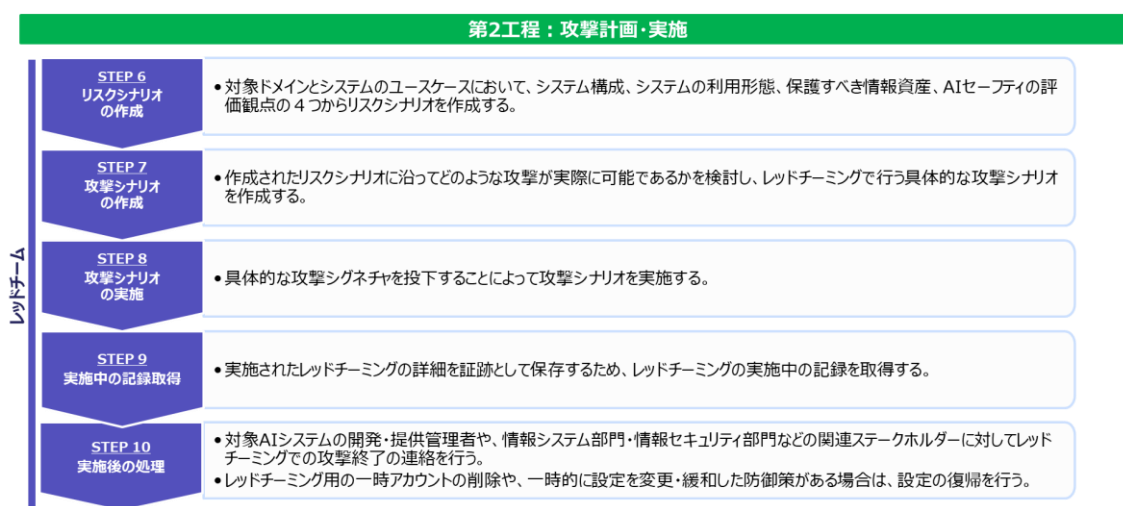 第2工程：攻撃計画･実施
レッドチーム
STEP 6
リスクシナリオ
の作成
•対象ドメインとシステムのユースケースにおいて、システム構成、システムの利用形態、保護すべき情報資産、AIセーフティの評
価観点の４つからリスクシナリオを作成する。
STEP 7
攻撃シナリオ
の作成
•作成されたリスクシナリオに沿ってどのような攻撃が実際に可能であるかを検討し、レッドチーミングで行う具体的な攻撃シナリオ
を作成する。
STEP 8
攻撃シナリオ
の実施
•具体的な攻撃シグネチャを投下することによって攻撃シナリオを実施する。
STEP 9
実施中の記録取得
•実施されたレッドチーミングの詳細を証跡として保存するため、レッドチーミングの実施中の記録を取得する。
STEP 10
実施後の処理
•対象AIシステムの開発･提供管理者や、情報システム部門･情報セキュリティ部門などの関連ステークホルダーに対してレッド
チーミングでの攻撃終了の連絡を行う。
•レッドチーミング用の一時アカウントの削除や、一時的に設定を変更･緩和した防御策がある場合は、設定の復帰を行う。